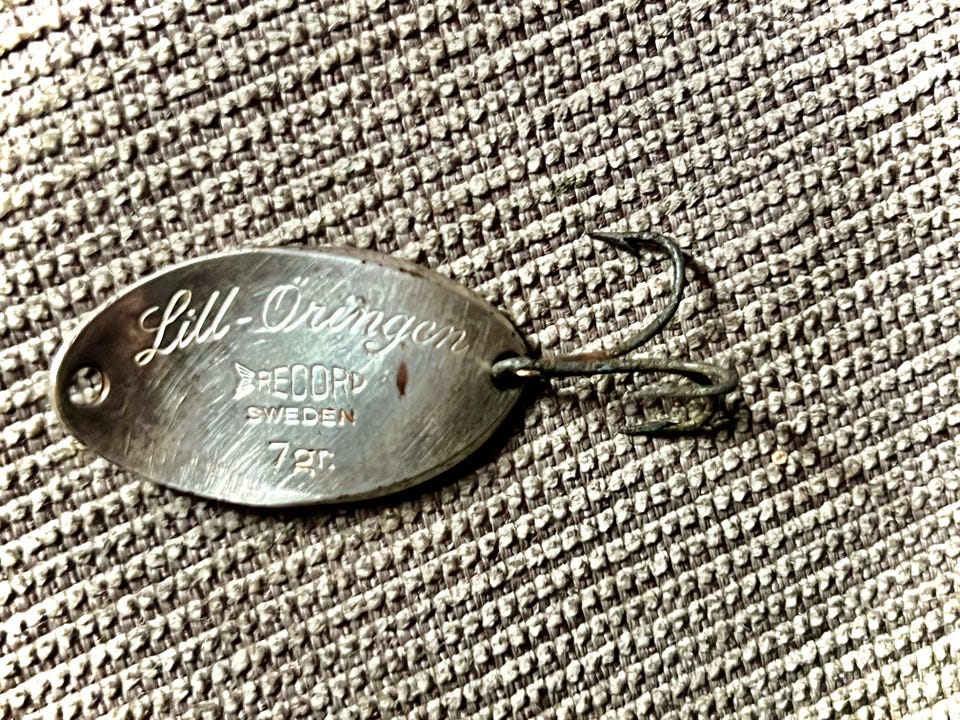 Lill-Öringen
RECORD
SWEDEN
7gr.